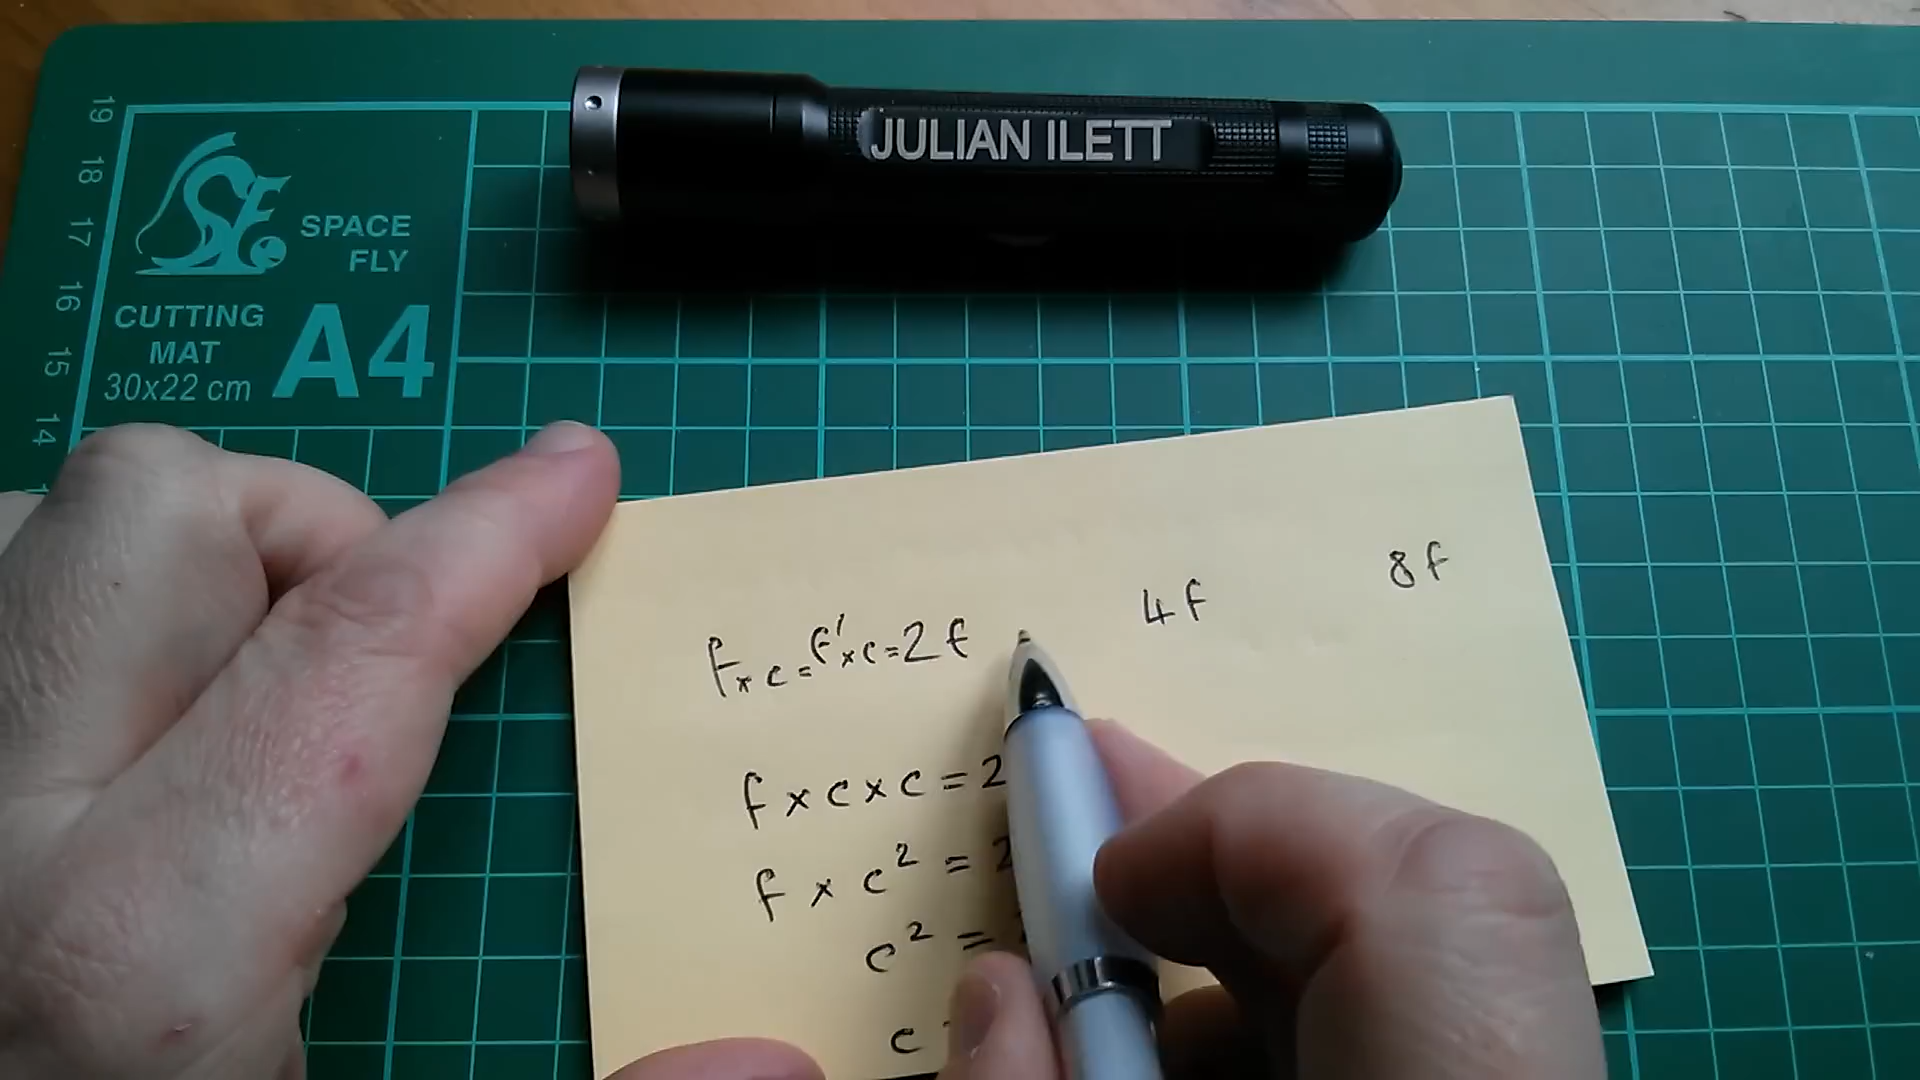 19
18
17
16
15
14
SPACE
FLY
CUTTING
MAT
A4
30x22 cm
JULIAN ILETT
f × c = f' × c = 2f 4f 8f
f × c × c = 2
f × c² = 2
c² =
c